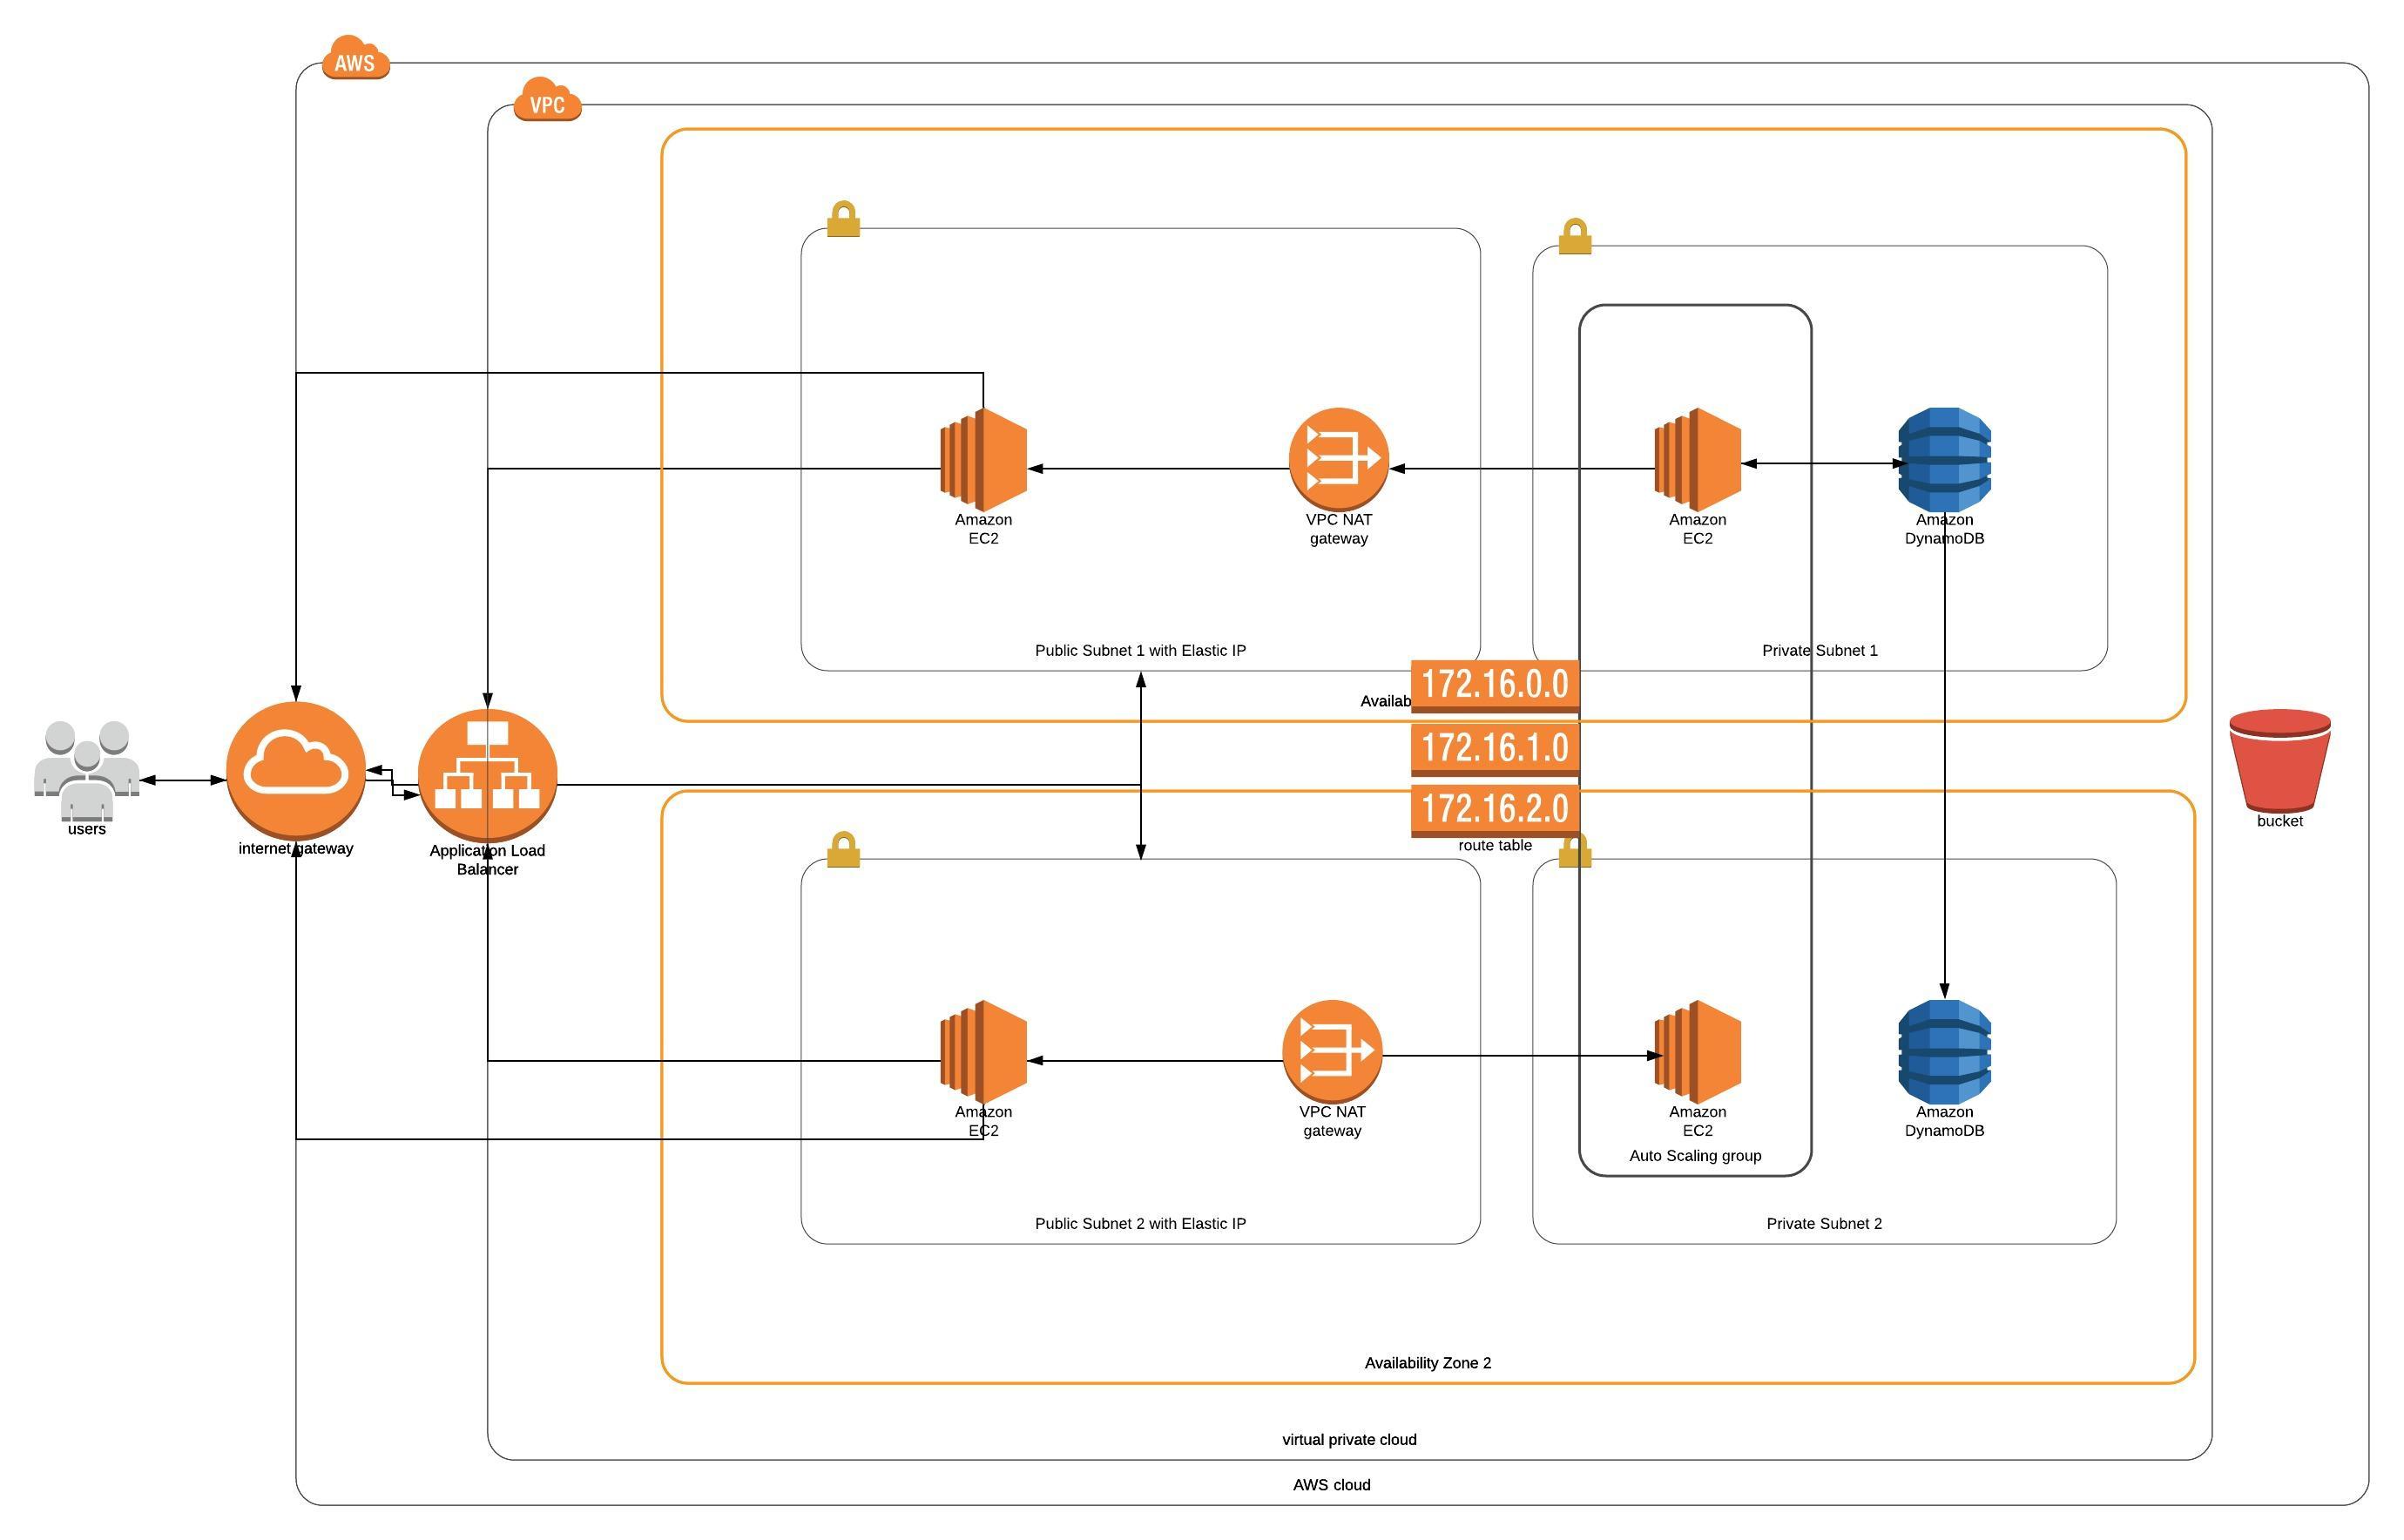 AWS
VPC
Amazon
EC2
VPC NAT
gateway
Amazon
EC2
Amazon
DynamoDB
Public Subnet 1 with Elastic IP
Private Subnet 1
172.16.0.0
172.16.1.0
172.16.2.0
route table
users
internet gateway
Application Load
Balancer
bucket
Amazon
EC2
VPC NAT
gateway
Amazon
EC2
Auto Scaling group
Amazon
DynamoDB
Public Subnet 2 with Elastic IP
Private Subnet 2
Availability Zone 2
virtual private cloud
AWS cloud